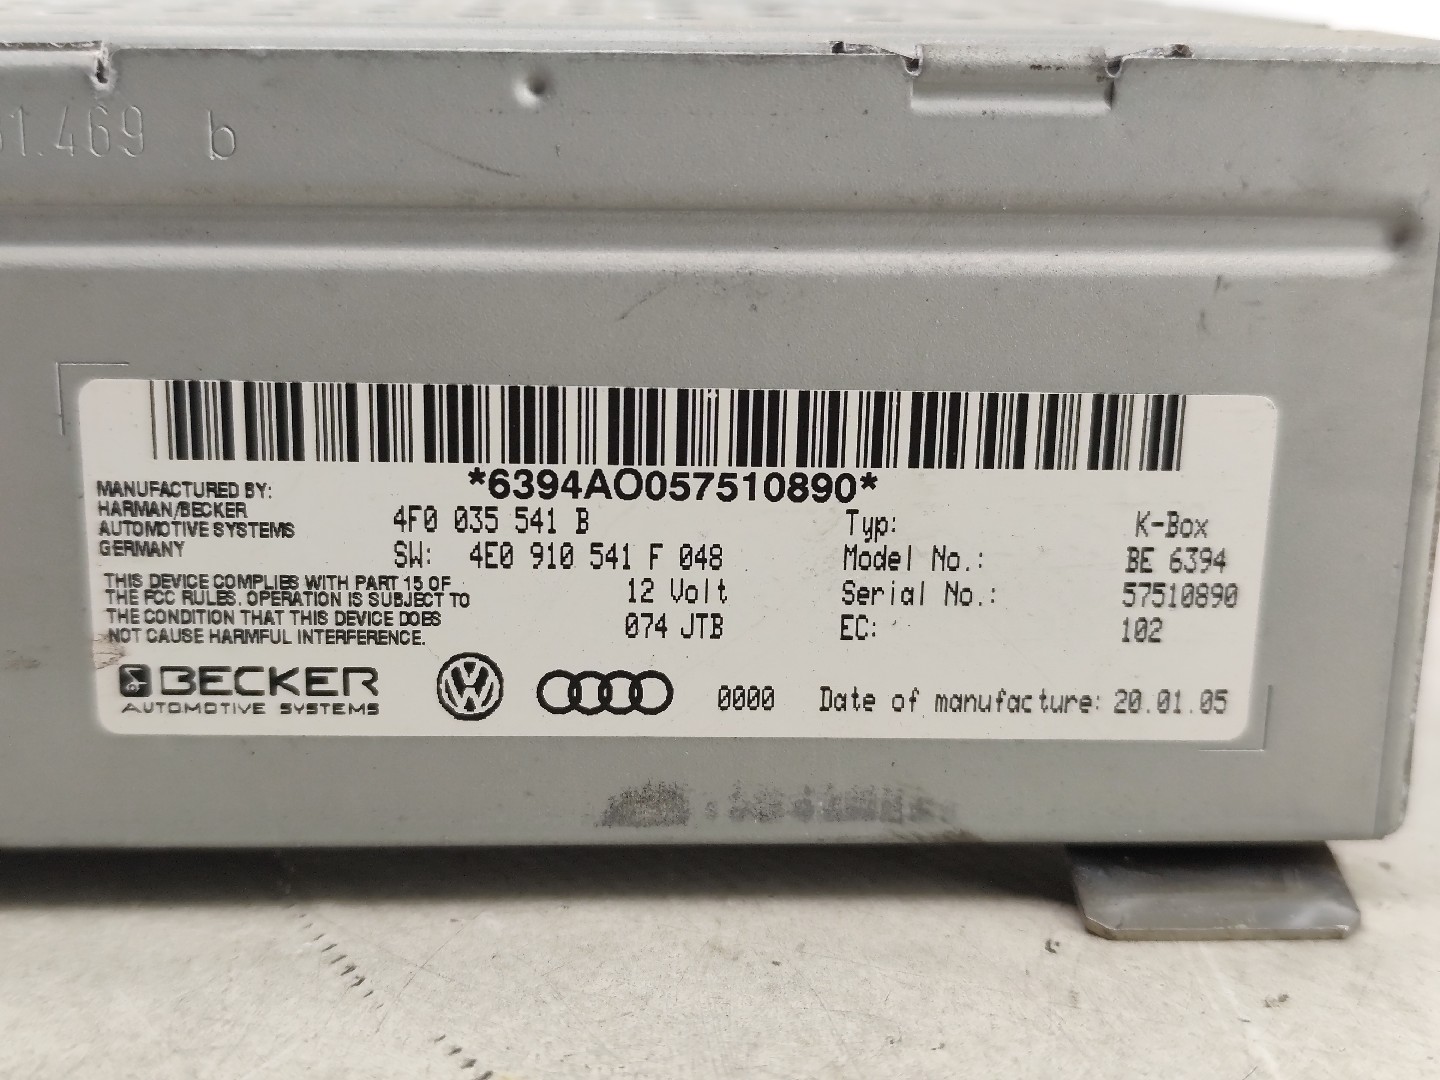 51.469 b
*6394AO057510890*
MANUFACTURED BY:
HARMAN/BECKER
AUTOMOTIVE SYSTEMS
GERMANY
4F0 035 541 B
SW: 4E0 910 541 F 048
12 Volt
074 JTB
THIS DEVICE COMPLIES WITH PART 15 OF
THE FCC RULES. OPERATION IS SUBJECT TO
THE CONDITION THAT THIS DEVICE DOES
NOT CAUSE HARMFUL INTERFERENCE.
Typ: K-Box
Model No.: BE 6394
Serial No.: 57510890
EC: 102
BECKER
AUTOMOTIVE SYSTEMS
VW
0000 Date of manufacture: 20.01.05